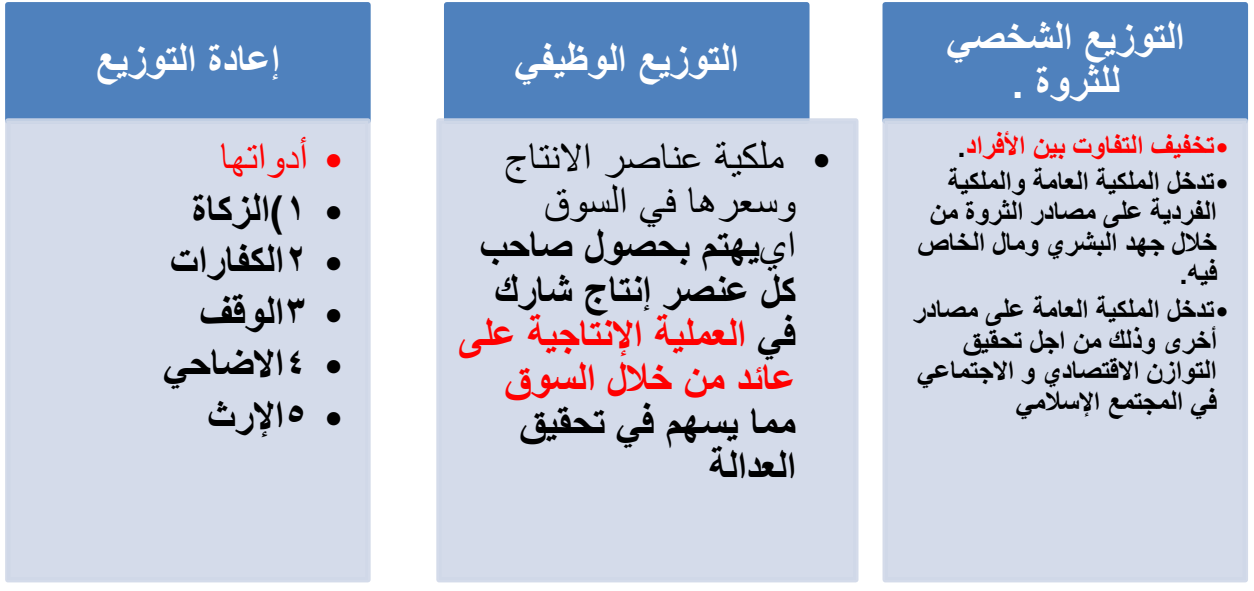 التوزيع الشخصي
للثروة .
•تخفيف التفاوت بين الأفراد.
•تدخل الملكية العامة والملكية
الفردية على مصادر الثروة من
خلال جهد البشري ومال الخاص
فيه.
•تدخل الملكية العامة على مصادر
أخرى وذلك من اجل تحقيق
التوازن الاقتصادي و الاجتماعي
في المجتمع الإسلامي
التوزيع الوظيفي
• ملكية عناصر الانتاج
وسعرها في السوق
اييهتم بحصول صاحب
كل عنصر إنتاج شارك
في العملية الإنتاجية على
عائد من خلال السوق
مما يسهم في تحقيق
العدالة
إعادة التوزيع
• أدواتها
• ١)الزكاة
• ٢الكفارات
• ٣الوقف
• ٤الاضاحي
• ٥الإرث